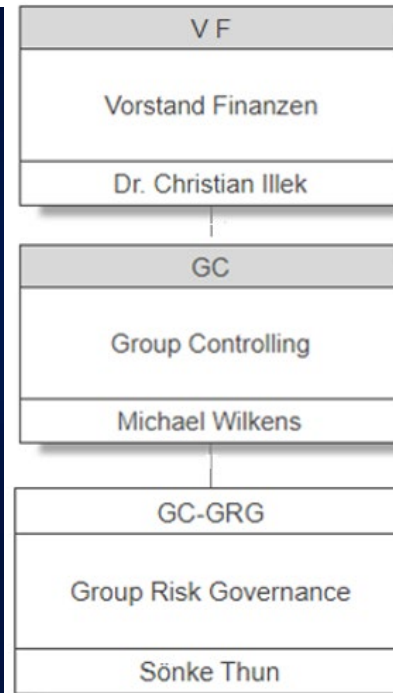 V F
Vorstand Finanzen
Dr. Christian Illek
GC
Group Controlling
Michael Wilkens
GC-GRG
Group Risk Governance
Sönke Thun